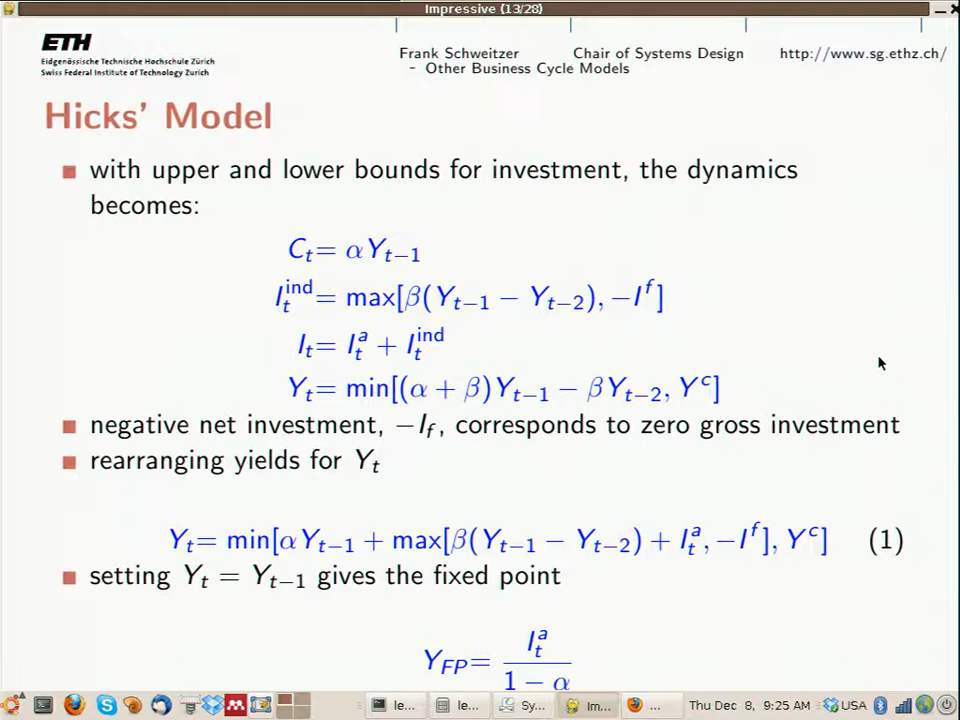 Impressive (13/28)
ETH
Eidgenössische Technische Hochschule Zürich
Swiss Federal Institute of Technology Zurich
Frank Schweitzer Chair of Systems Design http://www.sg.ethz.ch/
- Other Business Cycle Models
Hicks' Model
with upper and lower bounds for investment, the dynamics
becomes:
C_t = αY_{t−1}
I_t^{ind} = max[β(Y_{t−1} − Y_{t−2}), −I^f]
I_t = I_t^a + I_t^{ind}
Y_t = min[(α + β)Y_{t−1} − βY_{t−2}, Y^c]
negative net investment, −I_f, corresponds to zero gross investment
rearranging yields for Y_t
Y_t = min[αY_{t−1} + max[β(Y_{t−1} − Y_{t−2}) + I_t^a, −I^f], Y^c] (1)
setting Y_t = Y_{t−1} gives the fixed point
Y_{FP} = I_t^a / (1 − α)
le... le... Sy... Im... ... Thu Dec 8, 9:25 AM USA